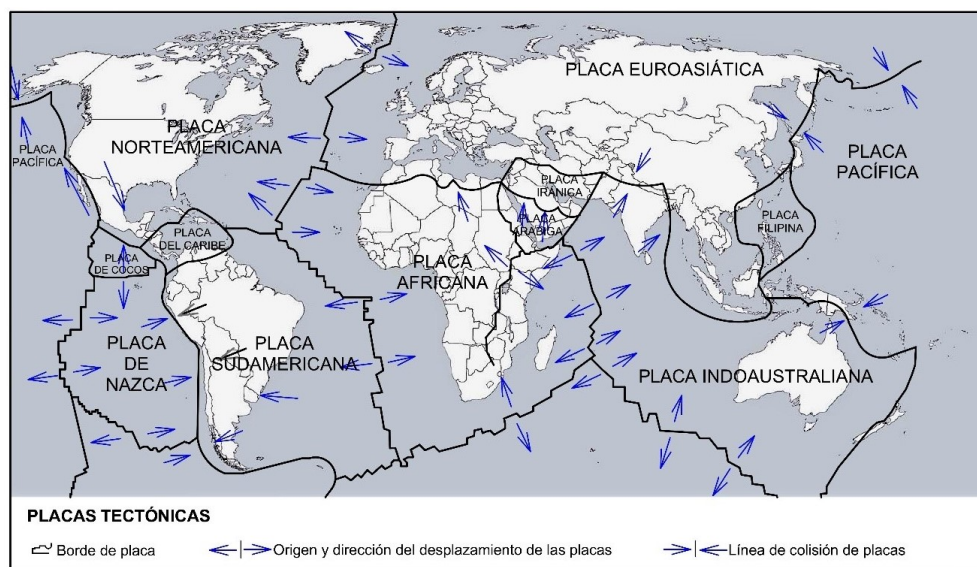 PLACA EUROASIÁTICA
PLACA
NORTEAMERICANA
PLACA
PACÍFICA
PLACA
PACÍFICA
PLACA
IRÁNICA
PLACA
ARÁBIGA
PLACA
FILIPINA
PLACA
DEL CARIBE
PLACA
DE COCOS
PLACA
AFRICANA
PLACA
DE
NAZCA
PLACA
SUDAMERICANA
PLACA INDOAUSTRALIANA
PLACAS TECTÓNICAS
Borde de placa
Origen y dirección del desplazamiento de las placas
Línea de colisión de placas